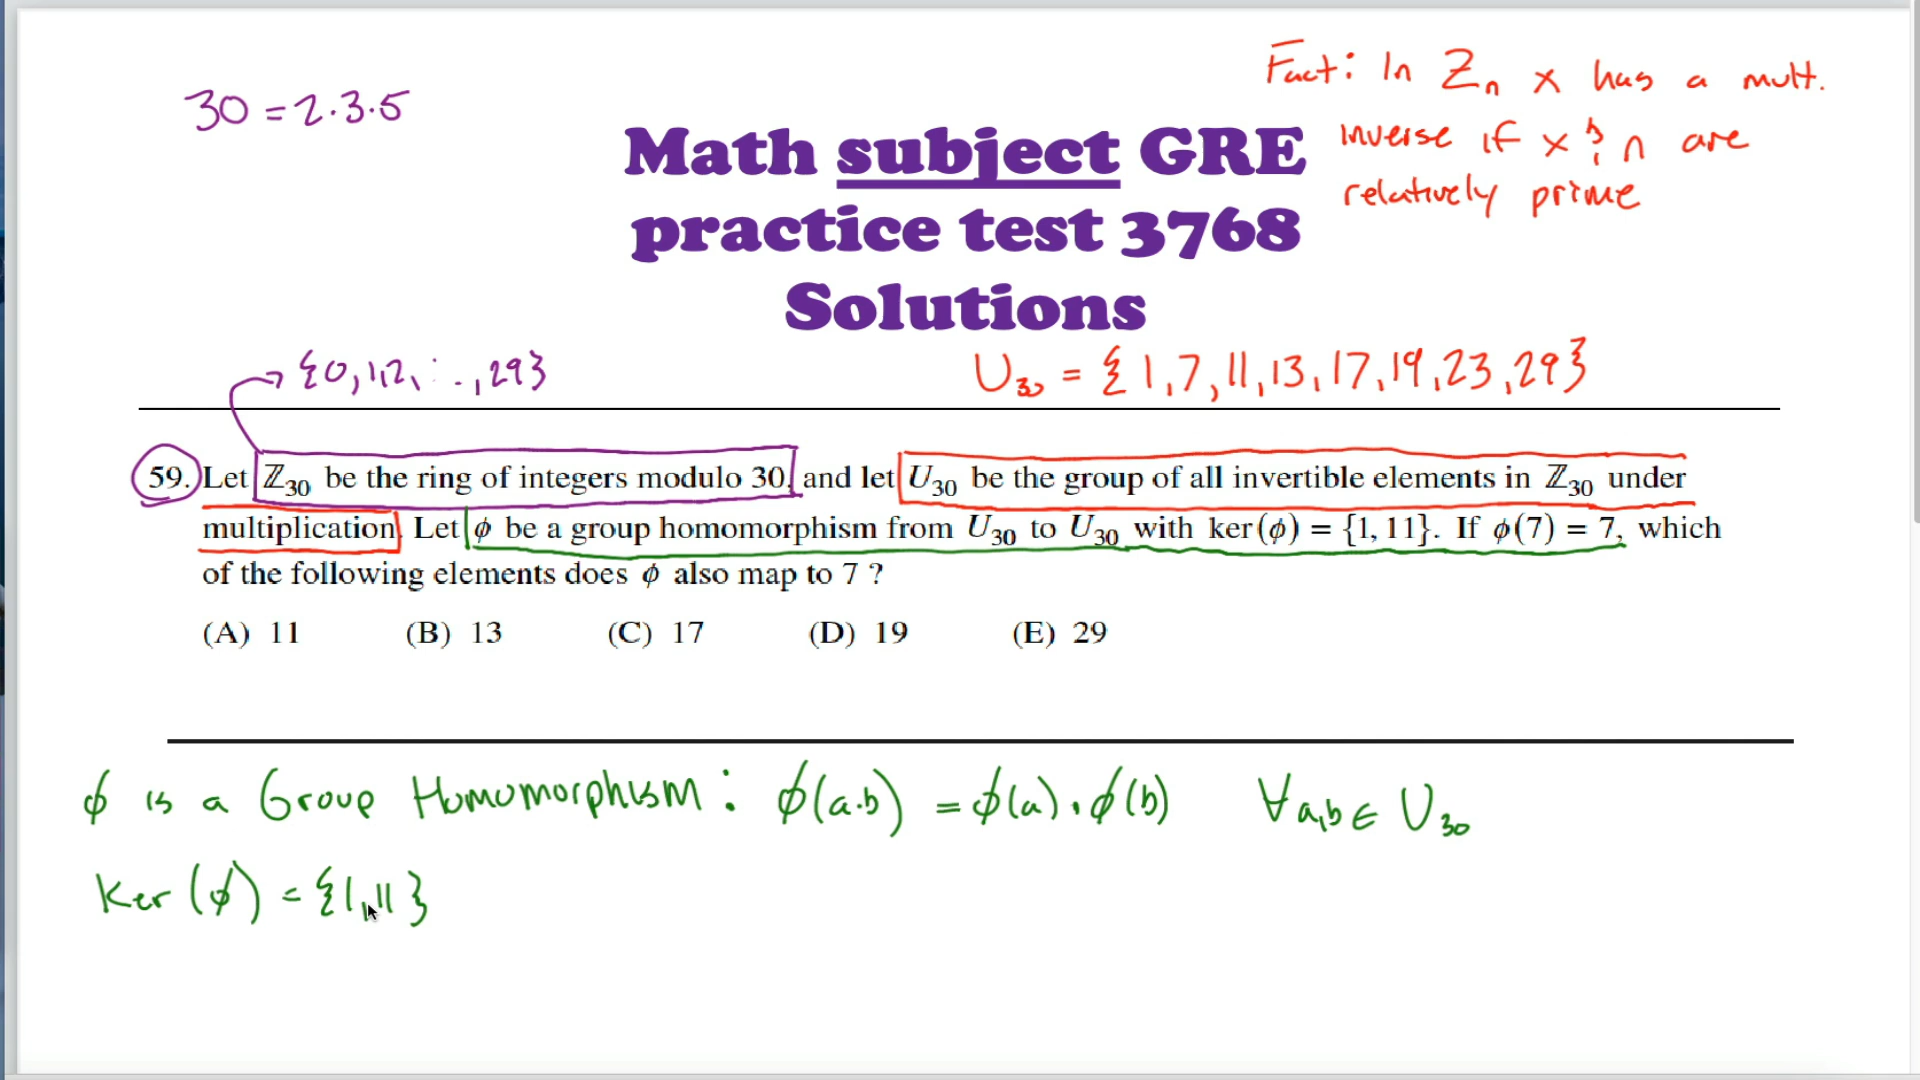 30 = 2·3·5
Fact: In Zn x has a mult.
inverse if x & n are
relatively prime
Math subject GRE
practice test 3768
Solutions
{0,1,2, ..., 29}
U30 = {1,7,11,13,17,19,23,29}
59. Let ℤ30 be the ring of integers modulo 30, and let U30 be the group of all invertible elements in ℤ30 under
multiplication. Let ϕ be a group homomorphism from U30 to U30 with ker(ϕ) = {1, 11}. If ϕ(7) = 7, which
of the following elements does ϕ also map to 7 ?
(A) 11 (B) 13 (C) 17 (D) 19 (E) 29
ϕ is a Group Homomorphism: ϕ(a·b) = ϕ(a)·ϕ(b) ∀a,b ∈ U30
Ker(ϕ) = {1,11}